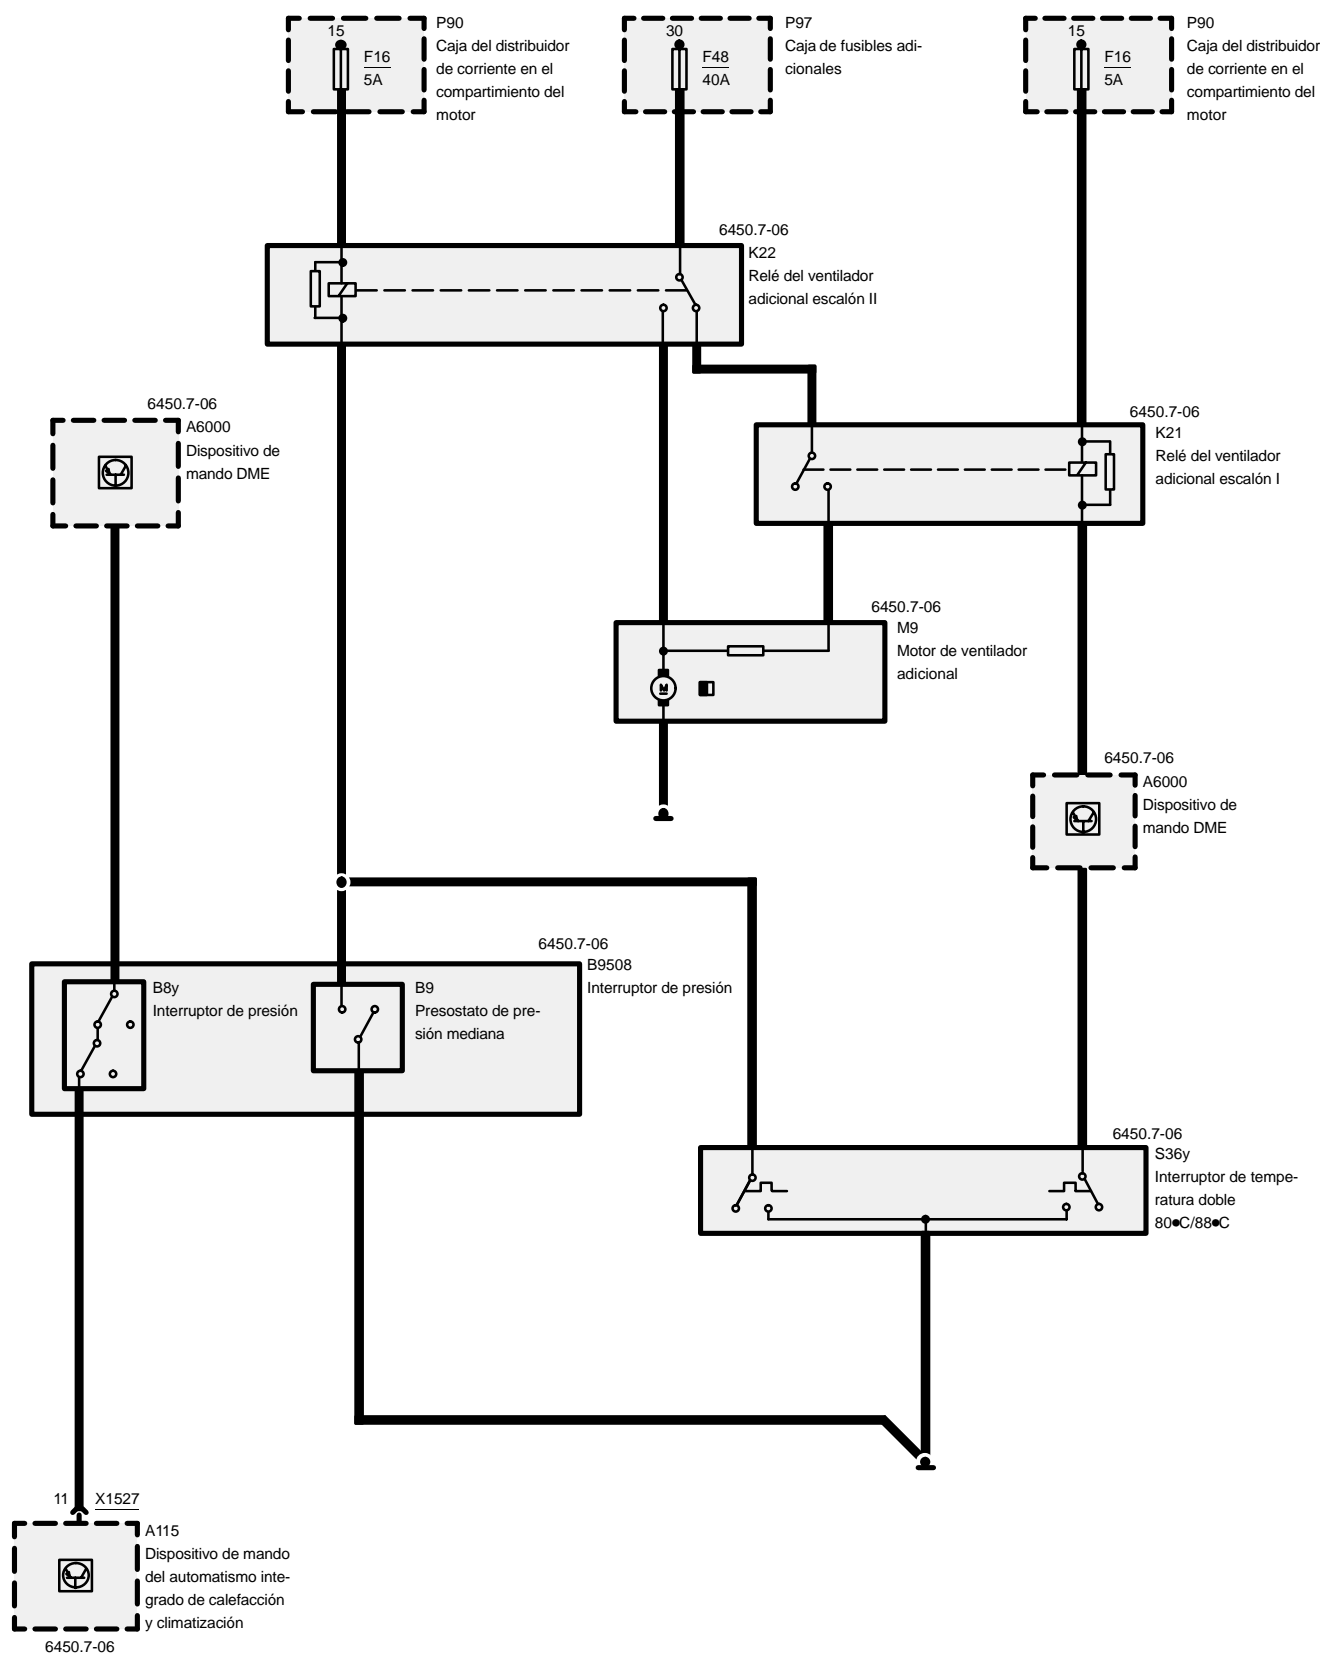 15
F16
5A
P90
Caja del distribuidor
de corriente en el
compartimiento del
motor
30
F48
40A
P97
Caja de fusibles adi-
cionales
15
F16
5A
P90
Caja del distribuidor
de corriente en el
compartimiento del
motor
6450.7-06
K22
Relé del ventilador
adicional escalón II
6450.7-06
A6000
Dispositivo de
mando DME
6450.7-06
K21
Relé del ventilador
adicional escalón I
6450.7-06
M9
Motor de ventilador
adicional
M
6450.7-06
A6000
Dispositivo de
mando DME
6450.7-06
B9508
Interruptor de presión
B8y
Interruptor de presión
B9
Presostato de pre-
sión mediana
6450.7-06
S36y
Interruptor de tempe-
ratura doble
80●C/88●C
11
X1527
A115
Dispositivo de mando
del automatismo inte-
grado de calefacción
y climatización
6450.7-06